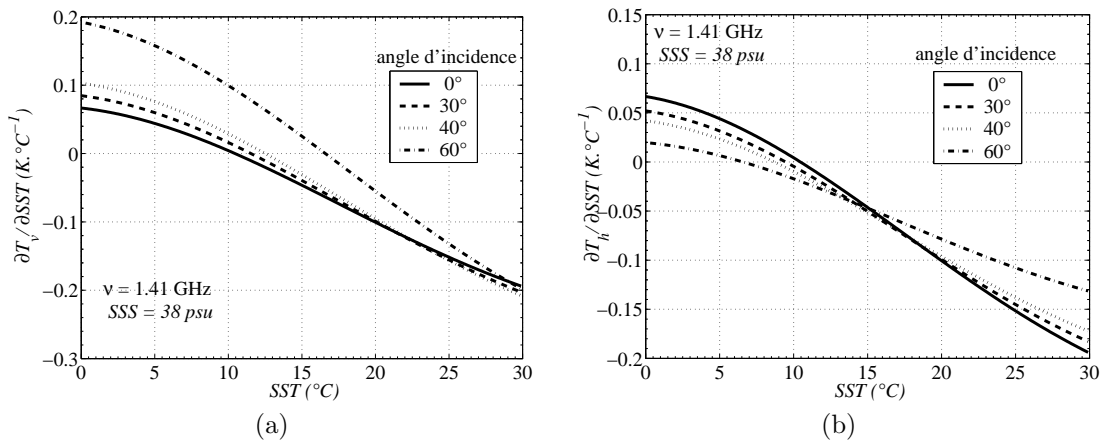 0.2
0.1
0
−0.1
−0.2
−0.3
∂T_v / ∂SST (K.°C⁻¹)
angle d'incidence
0°
30°
40°
60°
ν = 1.41 GHz
SSS = 38 psu
0 5 10 15 20 25 30
SST (°C)
(a)
0.15
0.1
0.05
0
−0.05
−0.1
−0.15
−0.2
∂T_h / ∂SST (K.°C⁻¹)
ν = 1.41 GHz
SSS = 38 psu
angle d'incidence
0°
30°
40°
60°
0 5 10 15 20 25 30
SST (°C)
(b)